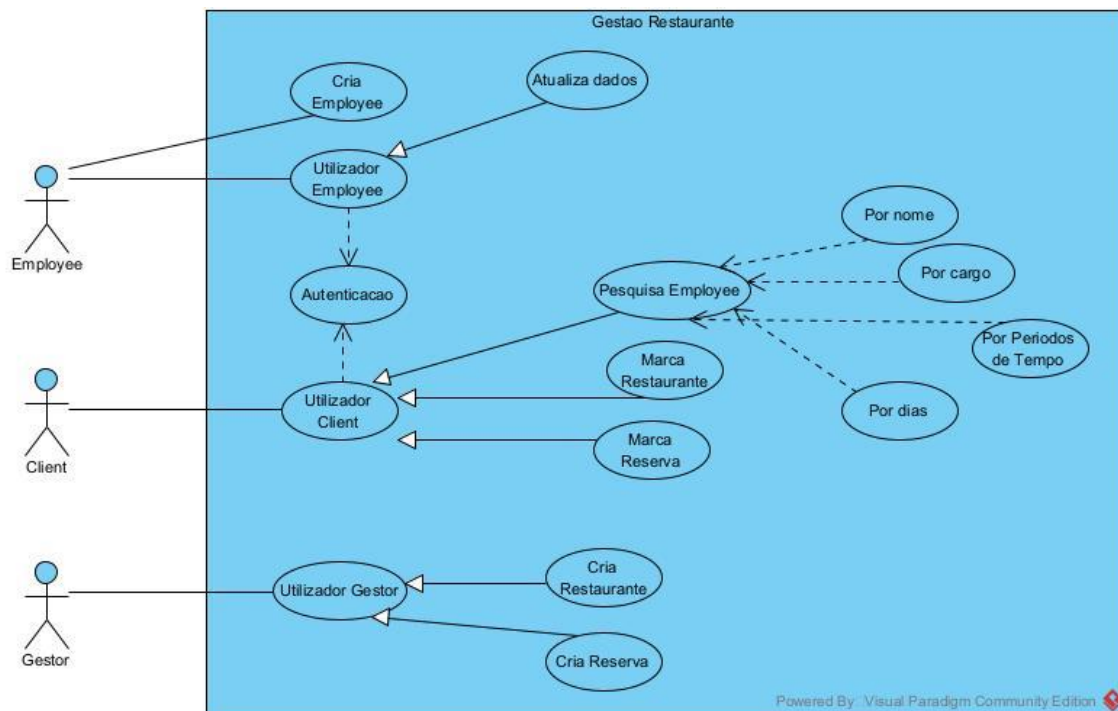 Gestao Restaurante
Cria
Employee
Atualiza dados
Utilizador
Employee
Employee
Por nome
Por cargo
Autenticacao
Pesquisa Employee
Por Periodos
de Tempo
Marca
Restaurante
Utilizador
Client
Por dias
Marca
Reserva
Client
Cria
Restaurante
Utilizador Gestor
Cria Reserva
Gestor
Powered By: Visual Paradigm Community Edition